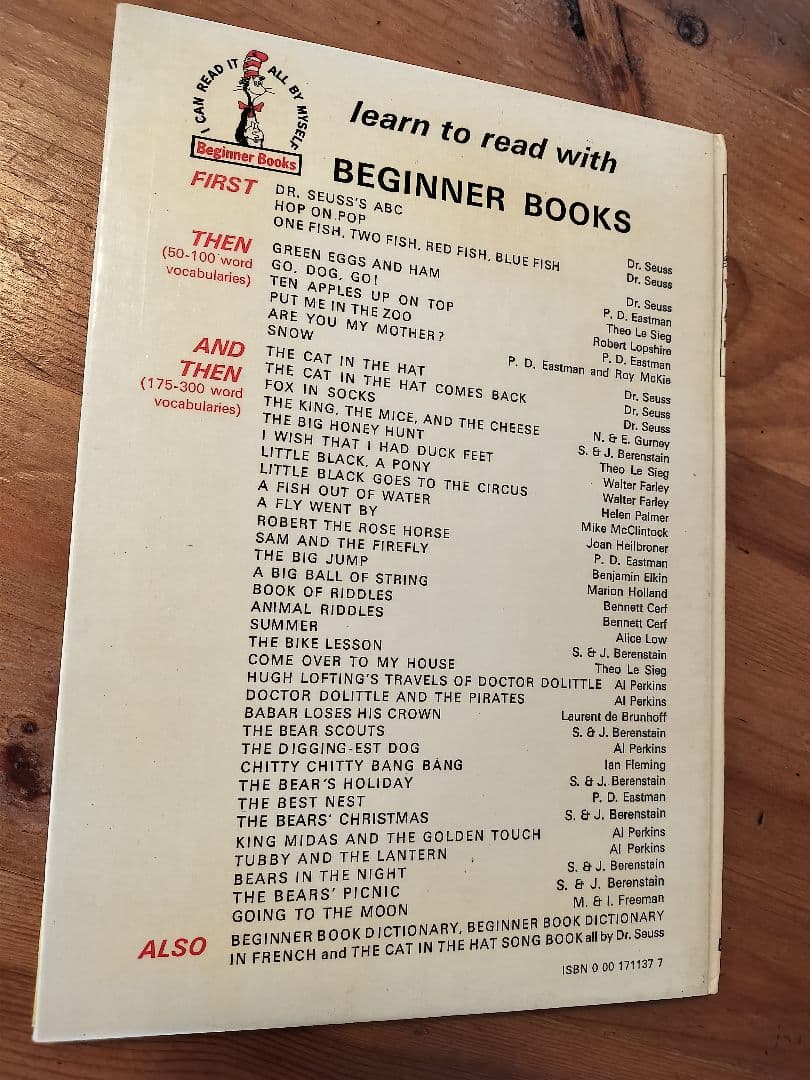 I CAN READ IT ALL BY MYSELF
Beginner Books
learn to read with
BEGINNER BOOKS
FIRST
DR. SEUSS'S ABC
HOP ON POP Dr. Seuss
ONE FISH, TWO FISH, RED FISH, BLUE FISH Dr. Seuss
THEN
(50-100 word
vocabularies)
GREEN EGGS AND HAM Dr. Seuss
GO, DOG, GO! P. D. Eastman
TEN APPLES UP ON TOP Theo Le Sieg
PUT ME IN THE ZOO Robert Lopshire
ARE YOU MY MOTHER? P. D. Eastman
SNOW P. D. Eastman and Roy McKie
AND
THEN
(175-300 word
vocabularies)
THE CAT IN THE HAT Dr. Seuss
THE CAT IN THE HAT COMES BACK Dr. Seuss
FOX IN SOCKS Dr. Seuss
THE KING, THE MICE, AND THE CHEESE N. & E. Gurney
THE BIG HONEY HUNT S. & J. Berenstain
I WISH THAT I HAD DUCK FEET Theo Le Sieg
LITTLE BLACK, A PONY Walter Farley
LITTLE BLACK GOES TO THE CIRCUS Walter Farley
A FISH OUT OF WATER Helen Palmer
A FLY WENT BY Mike McClintock
ROBERT THE ROSE HORSE Joan Heilbroner
SAM AND THE FIREFLY P. D. Eastman
THE BIG JUMP Benjamin Elkin
A BIG BALL OF STRING Marion Holland
BOOK OF RIDDLES Bennett Cerf
ANIMAL RIDDLES Bennett Cerf
SUMMER Alice Low
THE BIKE LESSON S. & J. Berenstain
COME OVER TO MY HOUSE Theo Le Sieg
HUGH LOFTING'S TRAVELS OF DOCTOR DOLITTLE Al Perkins
DOCTOR DOLITTLE AND THE PIRATES Al Perkins
BABAR LOSES HIS CROWN Laurent de Brunhoff
THE BEAR SCOUTS S. & J. Berenstain
THE DIGGING-EST DOG Al Perkins
CHITTY CHITTY BANG BANG Ian Fleming
THE BEAR'S HOLIDAY S. & J. Berenstain
THE BEST NEST P. D. Eastman
THE BEARS' CHRISTMAS S. & J. Berenstain
KING MIDAS AND THE GOLDEN TOUCH Al Perkins
TUBBY AND THE LANTERN Al Perkins
BEARS IN THE NIGHT S. & J. Berenstain
THE BEARS' PICNIC S. & J. Berenstain
GOING TO THE MOON M. & I. Freeman
ALSO
BEGINNER BOOK DICTIONARY, BEGINNER BOOK DICTIONARY
IN FRENCH and THE CAT IN THE HAT SONG BOOK all by Dr. Seuss
ISBN 0 00 171137 7